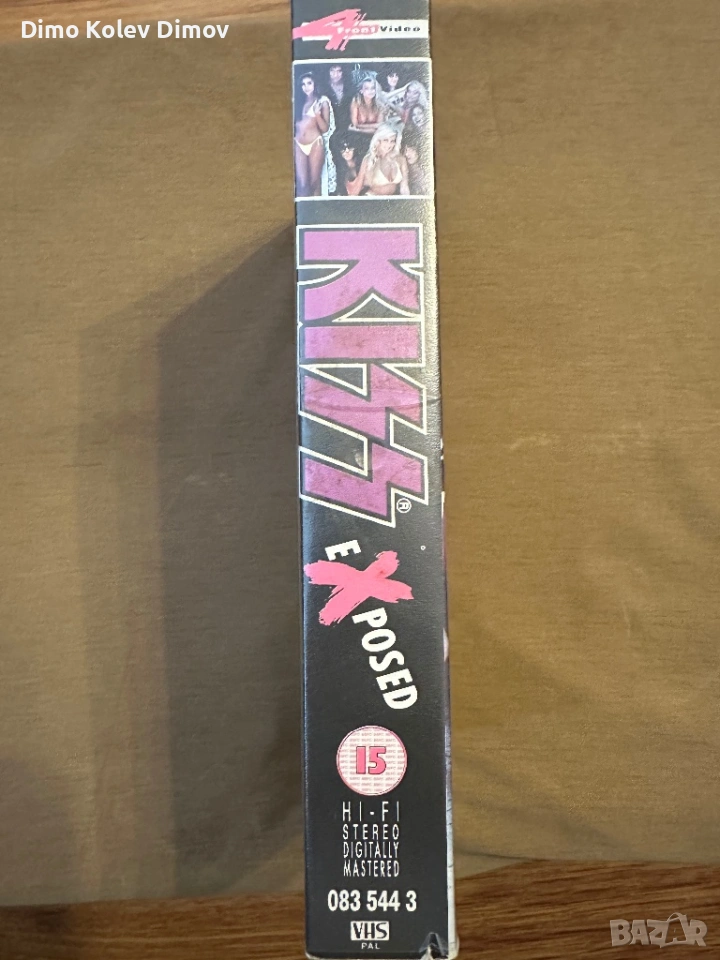 Dimo Kolev Dimov
4 Front Video
KISS®
EXPOSED
15
HI-FI
STEREO
DIGITALLY
MASTERED
083 544 3
VHS
PAL
BAZAR